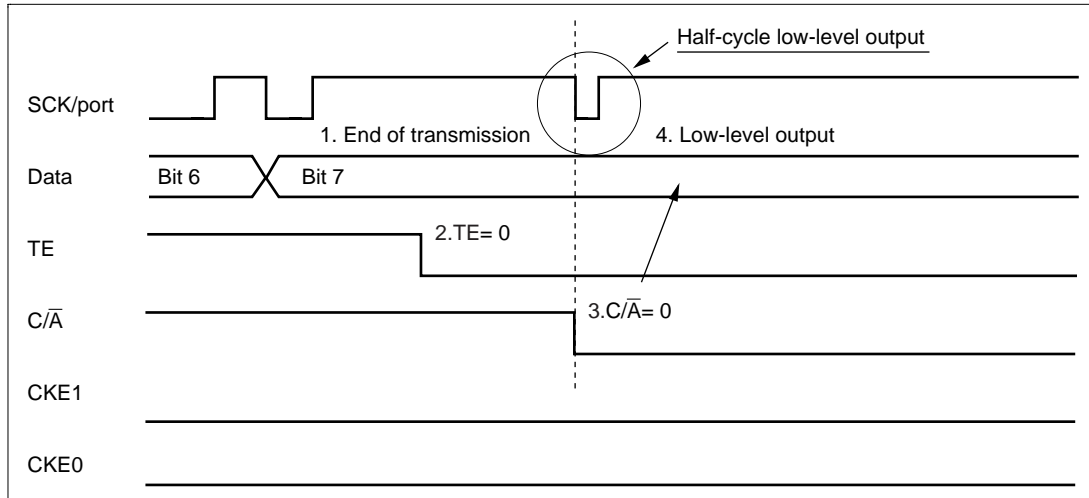 Half-cycle low-level output
SCK/port
1. End of transmission
4. Low-level output
Data
Bit 6
Bit 7
TE
2.TE= 0
C/A̅
3.C/A̅= 0
CKE1
CKE0